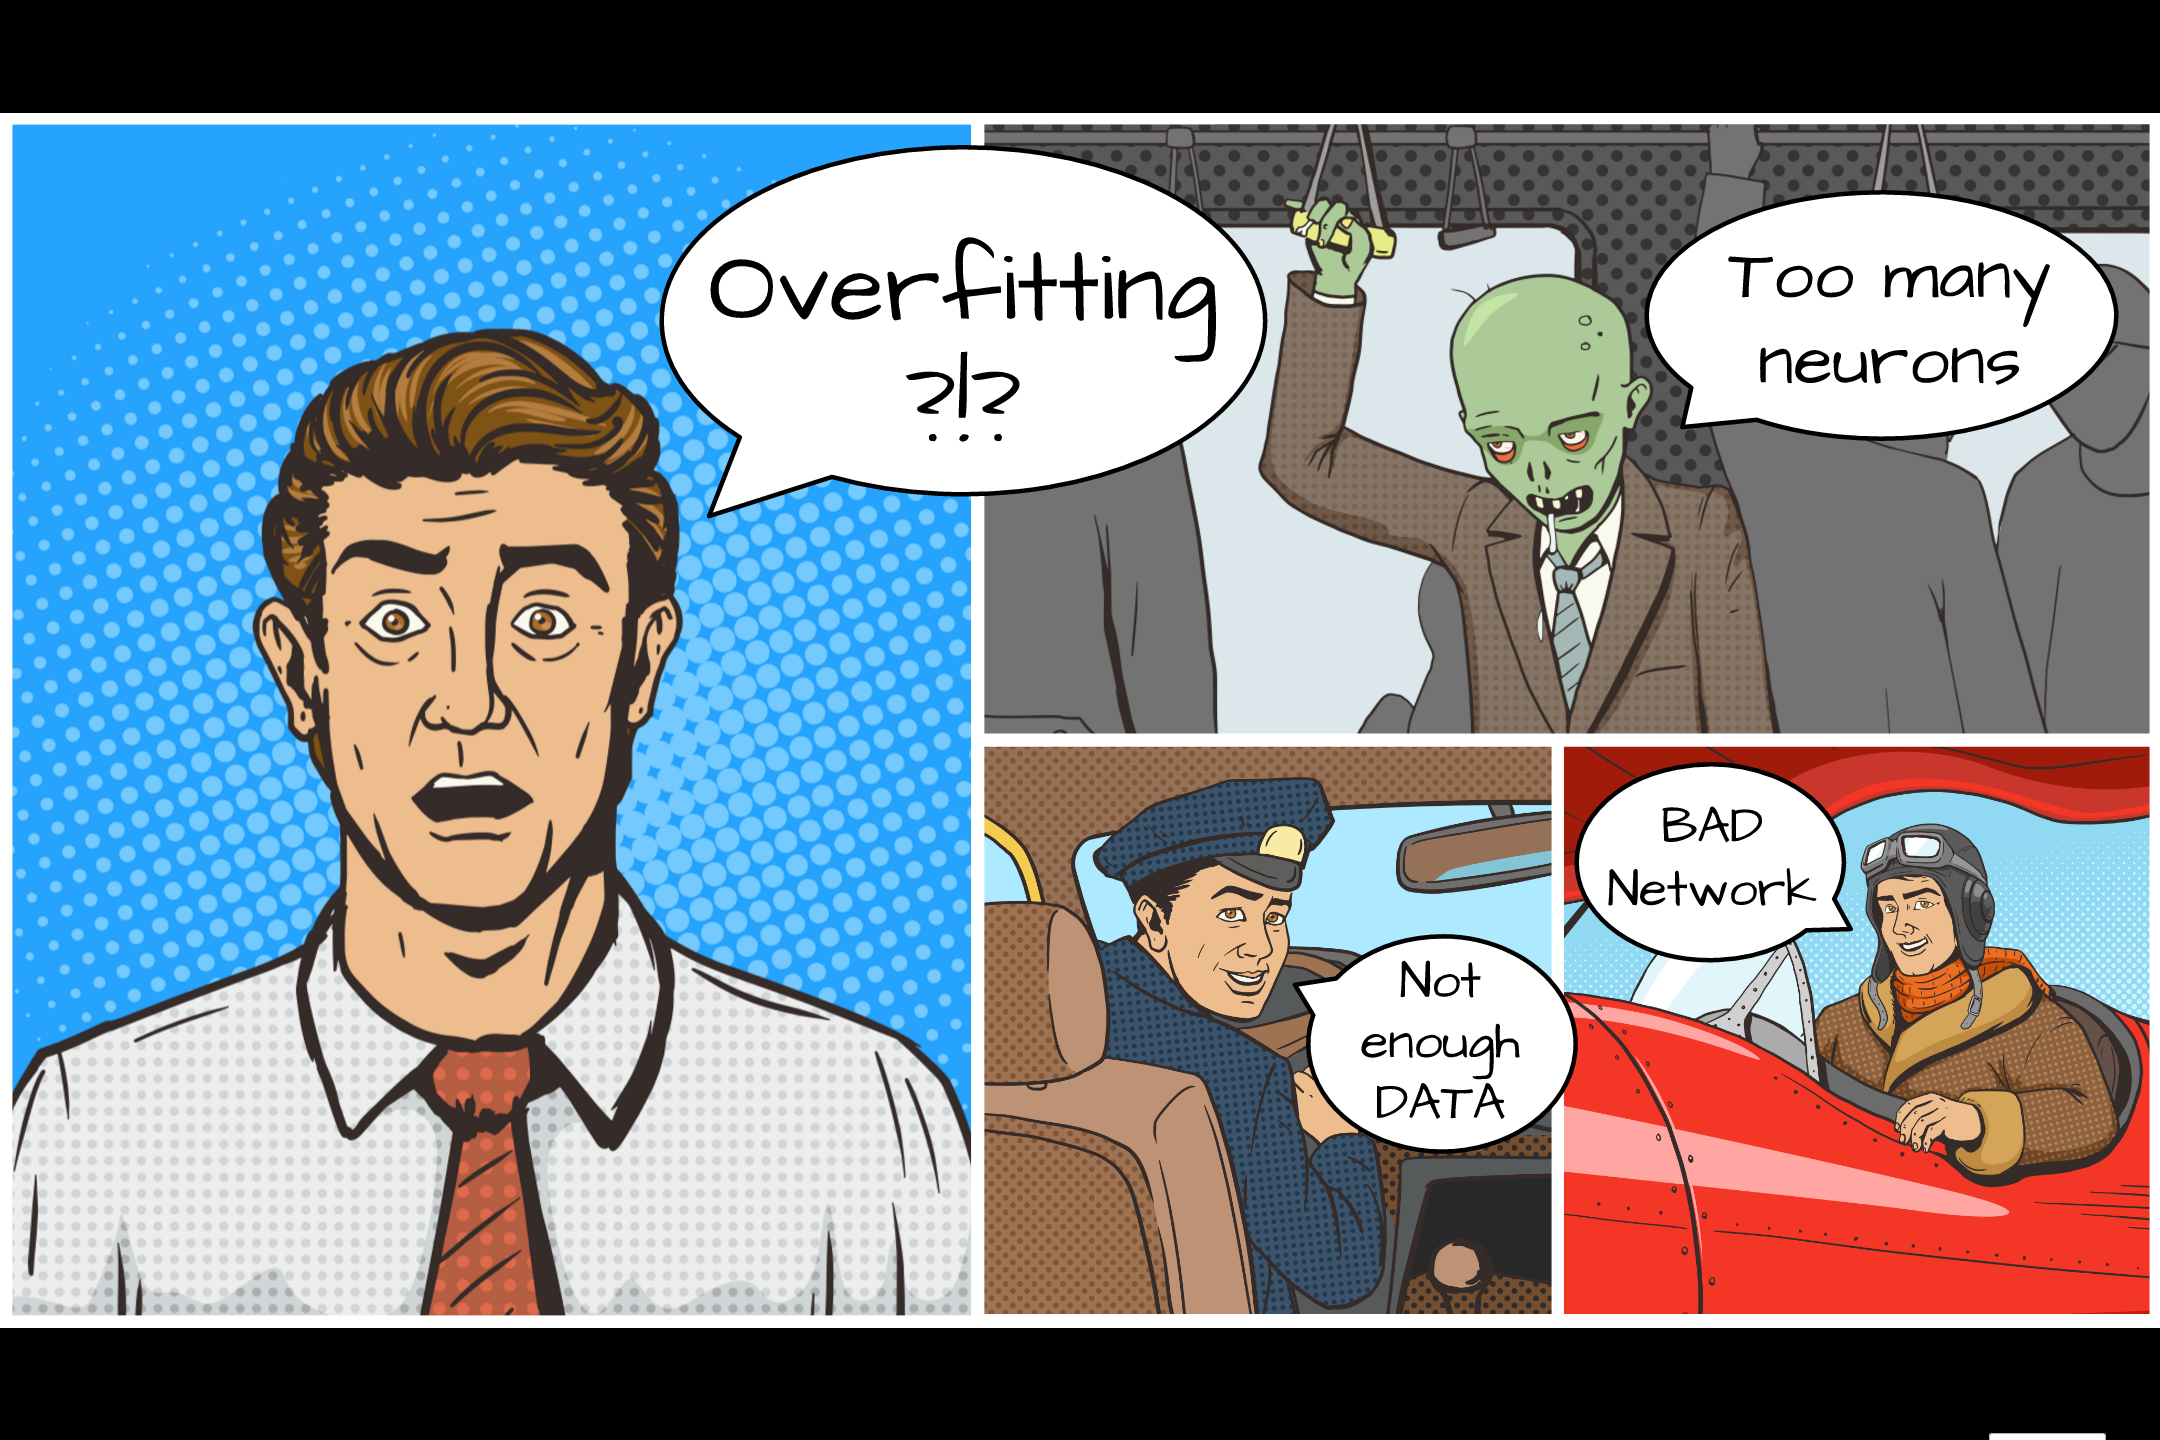 Overfitting
?!?
Too many
neurons
Not
enough
DATA
BAD
Network